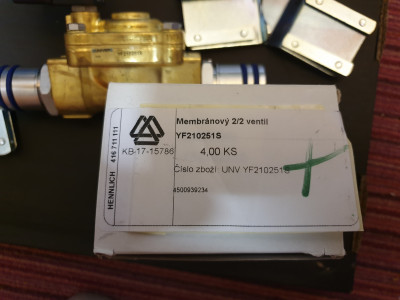 HENNLICH 416 711 111
Membránový 2/2 ventil
YF210251S
KB-17-15786
4,00 KS
Číslo zboží: UNV YF210251S
4500939234